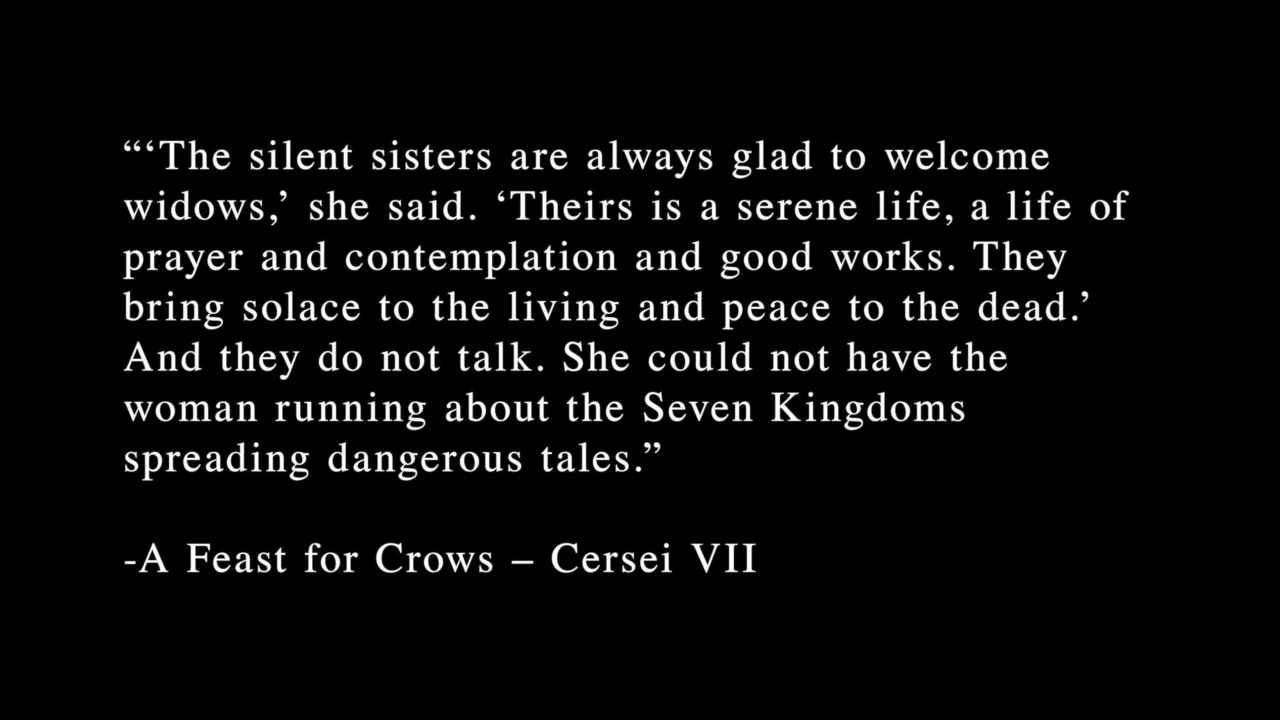 “‘The silent sisters are always glad to welcome
widows,’ she said. ‘Theirs is a serene life, a life of
prayer and contemplation and good works. They
bring solace to the living and peace to the dead.’
And they do not talk. She could not have the
woman running about the Seven Kingdoms
spreading dangerous tales.”
-A Feast for Crows – Cersei VII